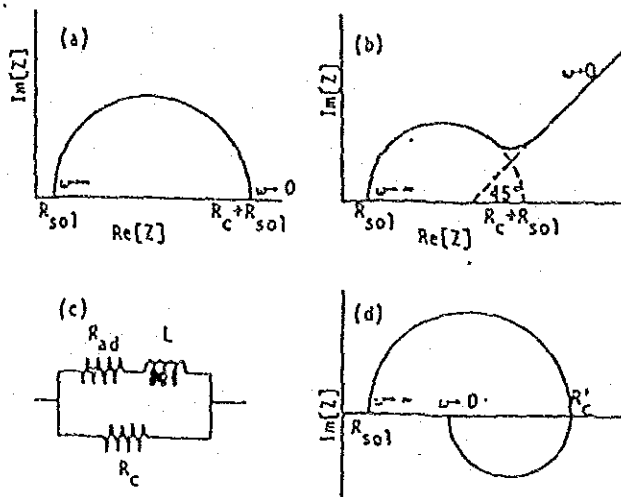 (a)
Im[Z]
ω→∞
ω→0
R_sol
R_c+R_sol
Re[Z]
(b)
Im[Z]
ω→0
ω→∞
45°
R_sol
R_c+R_sol
Re[Z]
(c)
R_ad
L
R_c
(d)
Im[Z]
ω→∞
ω→0
R_sol
R'_c